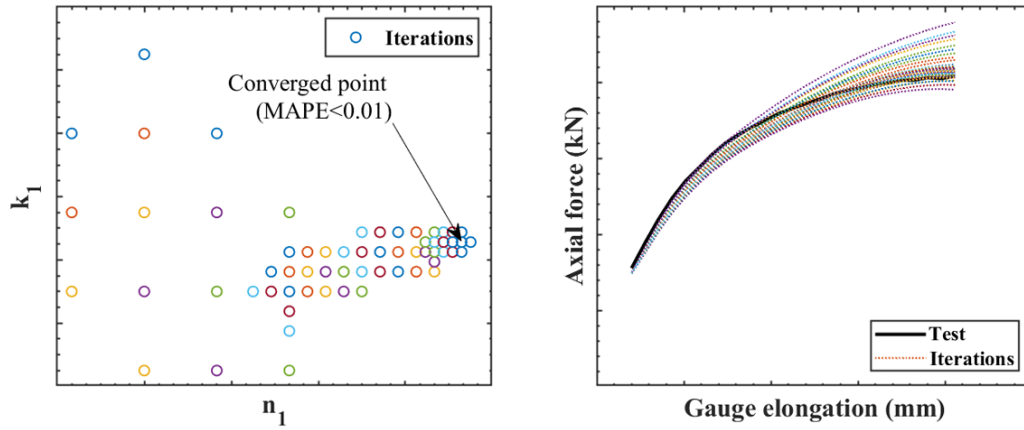 Iterations
Converged point
(MAPE<0.01)
k1
n1
Axial force (kN)
Test
Iterations
Gauge elongation (mm)